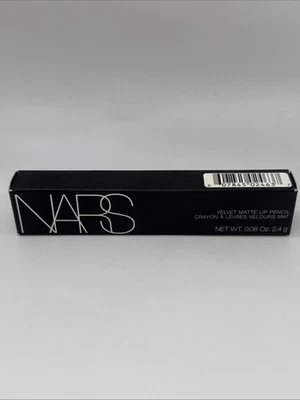 NARS
VELVET MATTE LIP PENCIL
CRAYON À LÈVRES VELOURS MAT
NET WT. 0.08 Oz. 2.4 g